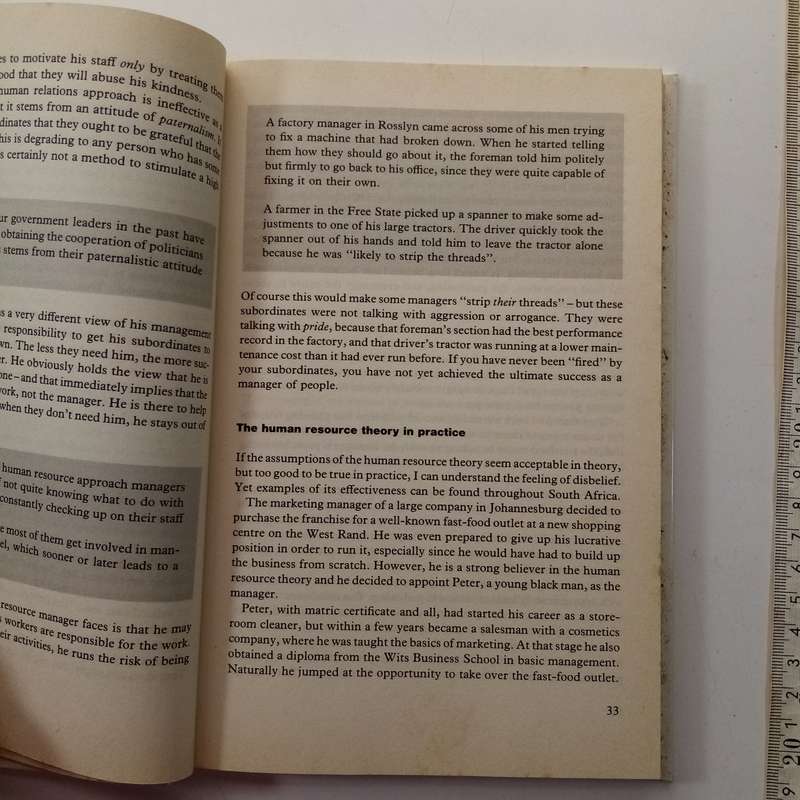 es to motivate his staff only by treating them
ood that they will abuse his kindness.
human relations approach is ineffective as a
t it stems from an attitude of paternalism. It
dinates that they ought to be grateful that the
his is degrading to any person who has some
s certainly not a method to stimulate a high
ur government leaders in the past have
obtaining the cooperation of politicians
stems from their paternalistic attitude
s a very different view of his management
responsibility to get his subordinates to
wn. The less they need him, the more suc-
er. He obviously holds the view that he is
one – and that immediately implies that the
work, not the manager. He is there to help
when they don't need him, he stays out of
human resource approach managers
f not quite knowing what to do with
constantly checking up on their staff
e most of them get involved in man-
el, which sooner or later leads to a
resource manager faces is that he may
s workers are responsible for the work.
eir activities, he runs the risk of being
A factory manager in Rosslyn came across some of his men trying
to fix a machine that had broken down. When he started telling
them how they should go about it, the foreman told him politely
but firmly to go back to his office, since they were quite capable of
fixing it on their own.
A farmer in the Free State picked up a spanner to make some ad-
justments to one of his large tractors. The driver quickly took the
spanner out of his hands and told him to leave the tractor alone
because he was “likely to strip the threads”.
Of course this would make some managers “strip their threads” – but these
subordinates were not talking with aggression or arrogance. They were
talking with pride, because that foreman's section had the best performance
record in the factory, and that driver's tractor was running at a lower main-
tenance cost than it had ever run before. If you have never been “fired” by
your subordinates, you have not yet achieved the ultimate success as a
manager of people.
The human resource theory in practice
If the assumptions of the human resource theory seem acceptable in theory,
but too good to be true in practice, I can understand the feeling of disbelief.
Yet examples of its effectiveness can be found throughout South Africa.
The marketing manager of a large company in Johannesburg decided to
purchase the franchise for a well-known fast-food outlet at a new shopping
centre on the West Rand. He was even prepared to give up his lucrative
position in order to run it, especially since he would have had to build up
the business from scratch. However, he is a strong believer in the human
resource theory and he decided to appoint Peter, a young black man, as the
manager.
Peter, with matric certificate and all, had started his career as a store-
room cleaner, but within a few years became a salesman with a cosmetics
company, where he was taught the basics of marketing. At that stage he also
obtained a diploma from the Wits Business School in basic management.
Naturally he jumped at the opportunity to take over the fast-food outlet.
33